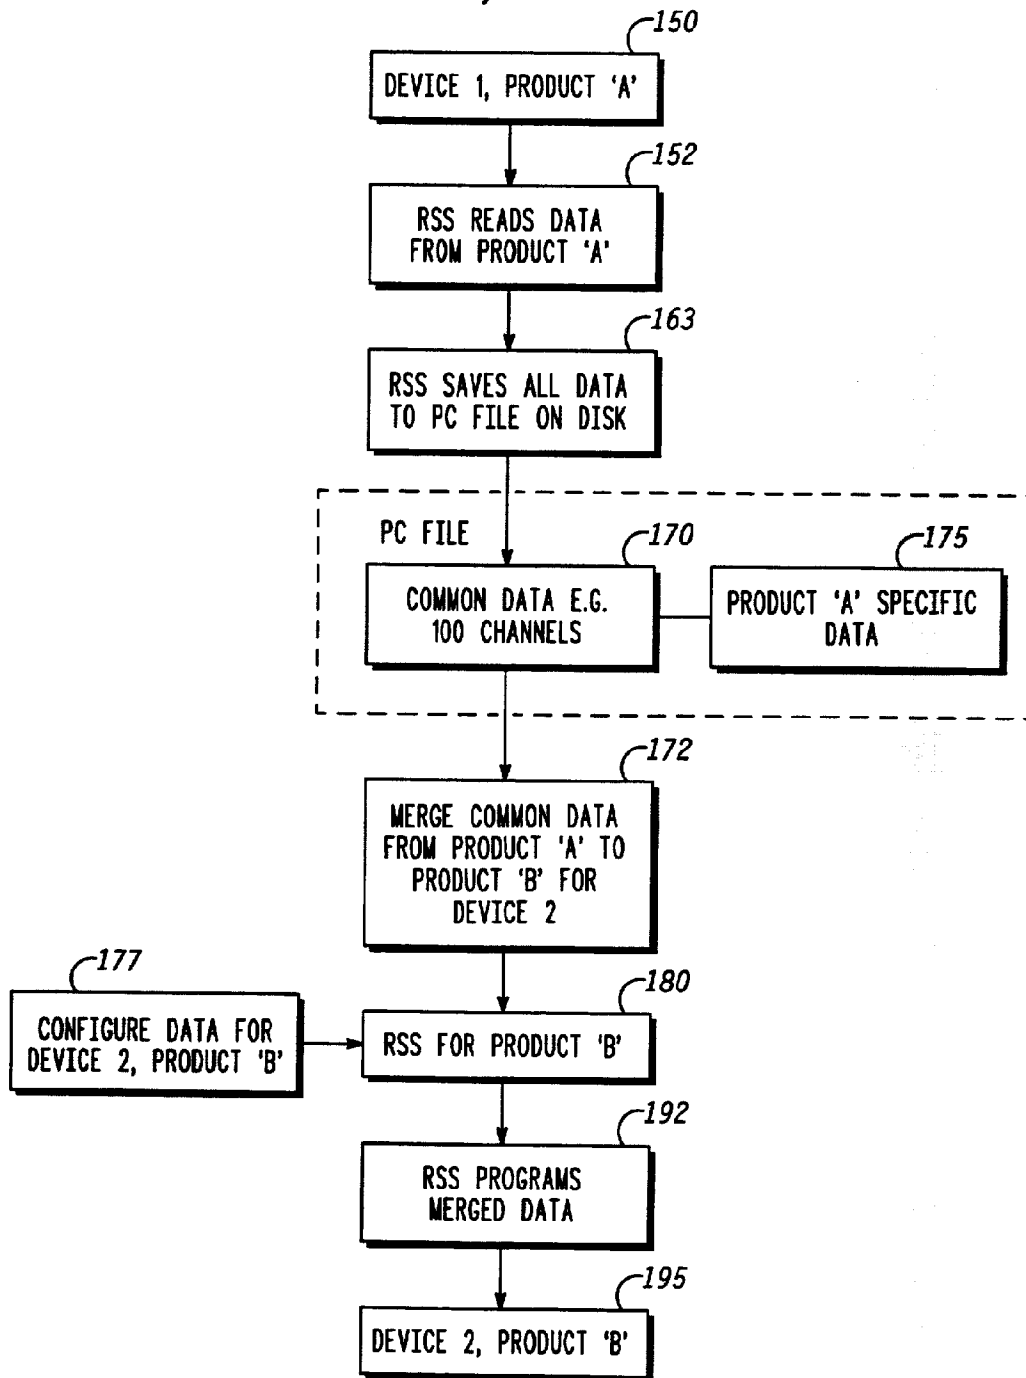 150
DEVICE 1, PRODUCT 'A'
152
RSS READS DATA
FROM PRODUCT 'A'
163
RSS SAVES ALL DATA
TO PC FILE ON DISK
PC FILE
170
175
COMMON DATA E.G.
100 CHANNELS
PRODUCT 'A' SPECIFIC
DATA
172
MERGE COMMON DATA
FROM PRODUCT 'A' TO
PRODUCT 'B' FOR
DEVICE 2
177
CONFIGURE DATA FOR
DEVICE 2, PRODUCT 'B'
180
RSS FOR PRODUCT 'B'
192
RSS PROGRAMS
MERGED DATA
195
DEVICE 2, PRODUCT 'B'